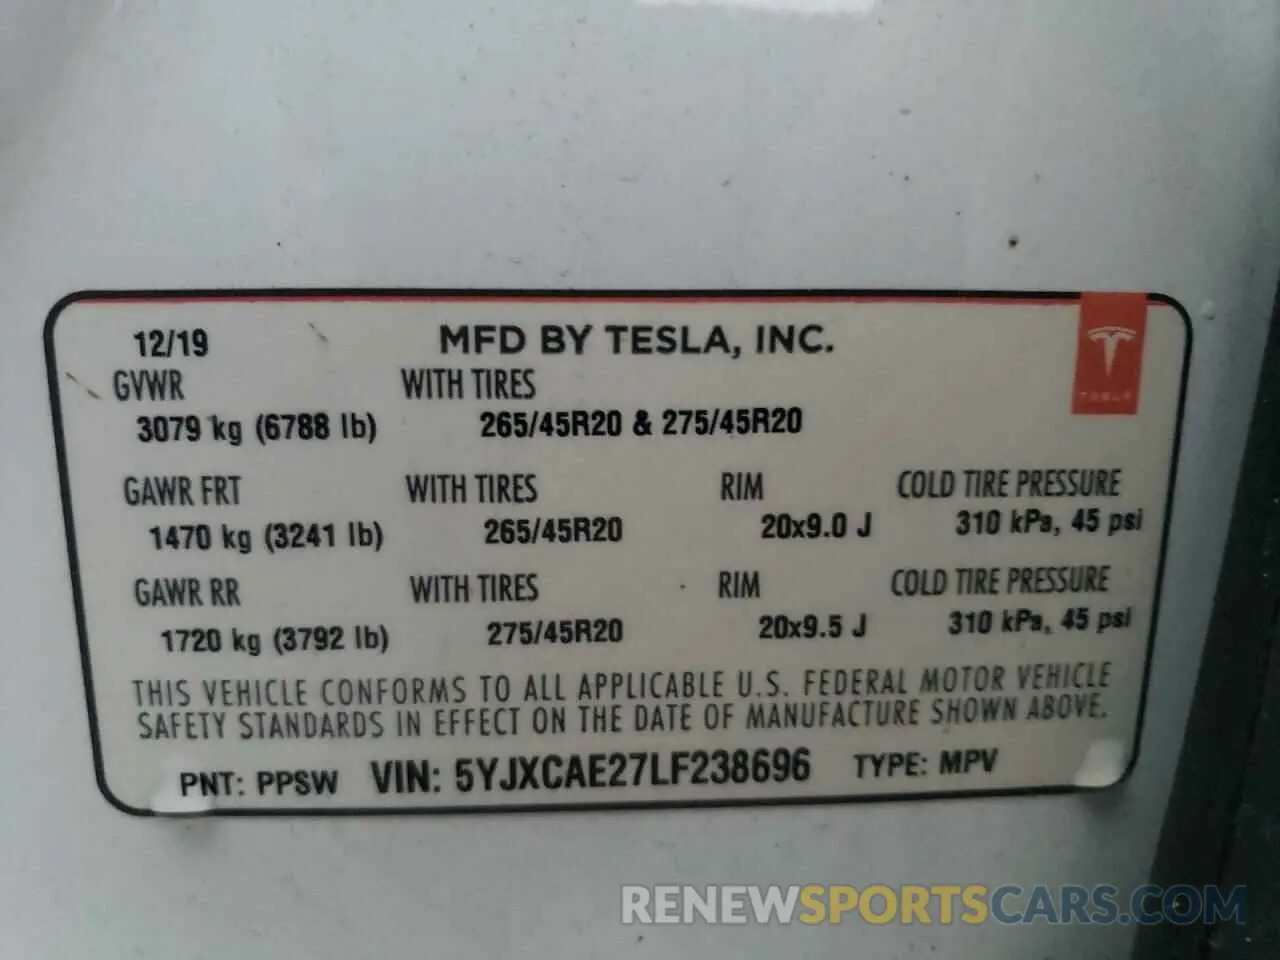 12/19 MFD BY TESLA, INC.
GVWR WITH TIRES
3079 kg (6788 lb) 265/45R20 & 275/45R20
TESLA
GAWR FRT WITH TIRES RIM COLD TIRE PRESSURE
1470 kg (3241 lb) 265/45R20 20x9.0 J 310 kPa, 45 psi
GAWR RR WITH TIRES RIM COLD TIRE PRESSURE
1720 kg (3792 lb) 275/45R20 20x9.5 J 310 kPa, 45 psi
THIS VEHICLE CONFORMS TO ALL APPLICABLE U.S. FEDERAL MOTOR VEHICLE
SAFETY STANDARDS IN EFFECT ON THE DATE OF MANUFACTURE SHOWN ABOVE.
PNT: PPSW VIN: 5YJXCAE27LF238696 TYPE: MPV
RENEWSPORTSCARS.COM